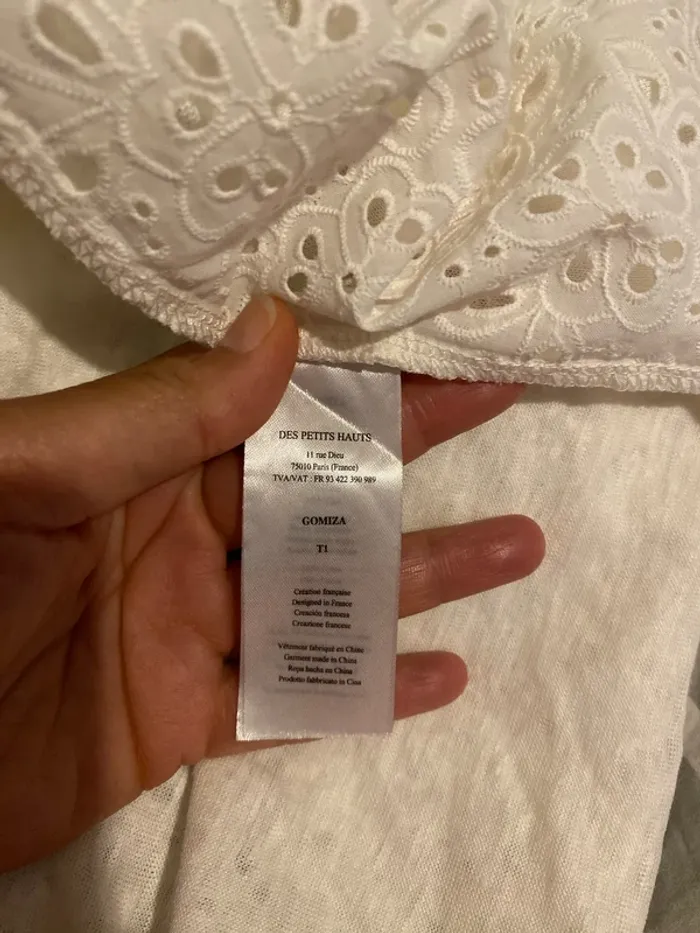 DES PETITS HAUTS
11 rue Dieu
75010 Paris (France)
TVA/VAT : FR 93 422 390 989
GOMIZA
T1
Création française
Designed in France
Creación francesa
Creazione francese
Vêtement fabriqué en Chine
Garment made in China
Ropa hecha en China
Prodotto fabbricato in Cina